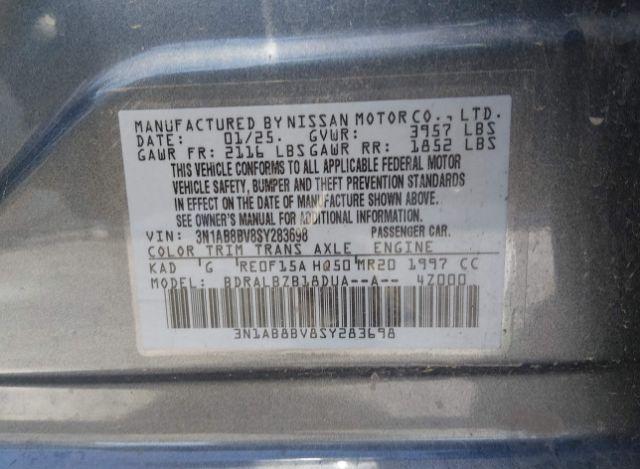 MANUFACTURED BY NISSAN MOTOR CO., LTD.
DATE: 01/25. GVWR: 3957 LBS
GAWR FR: 2116 LBS GAWR RR: 1852 LBS
THIS VEHICLE CONFORMS TO ALL APPLICABLE FEDERAL MOTOR
VEHICLE SAFETY, BUMPER AND THEFT PREVENTION STANDARDS
IN EFFECT ON THE DATE OF MANUFACTURE SHOWN ABOVE.
SEE OWNER'S MANUAL FOR ADDITIONAL INFORMATION
VIN: 3N1AB8BV8SY283698 PASSENGER CAR.
COLOR TRIM TRANS AXLE ENGINE
KAD 'G 'RE0F15A HQ50'MR20 1997 CC
MODEL: BDRALBZB18DUA--A-- 4Z000
3N1AB8BV8SY283698